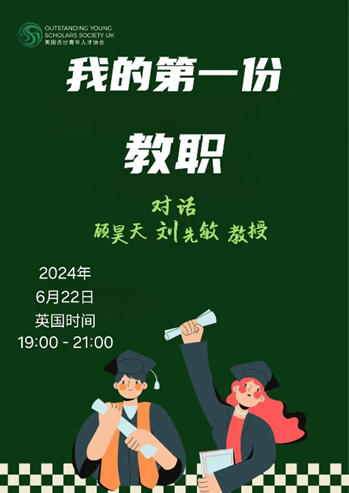 OUTSTANDING YOUNG
SCHOLARS SOCIETY UK
英国杰出青年人才协会
我的第一份
教职
对话
顾昊天 刘先敏 教授
2024年
6月22日
英国时间
19:00 - 21:00